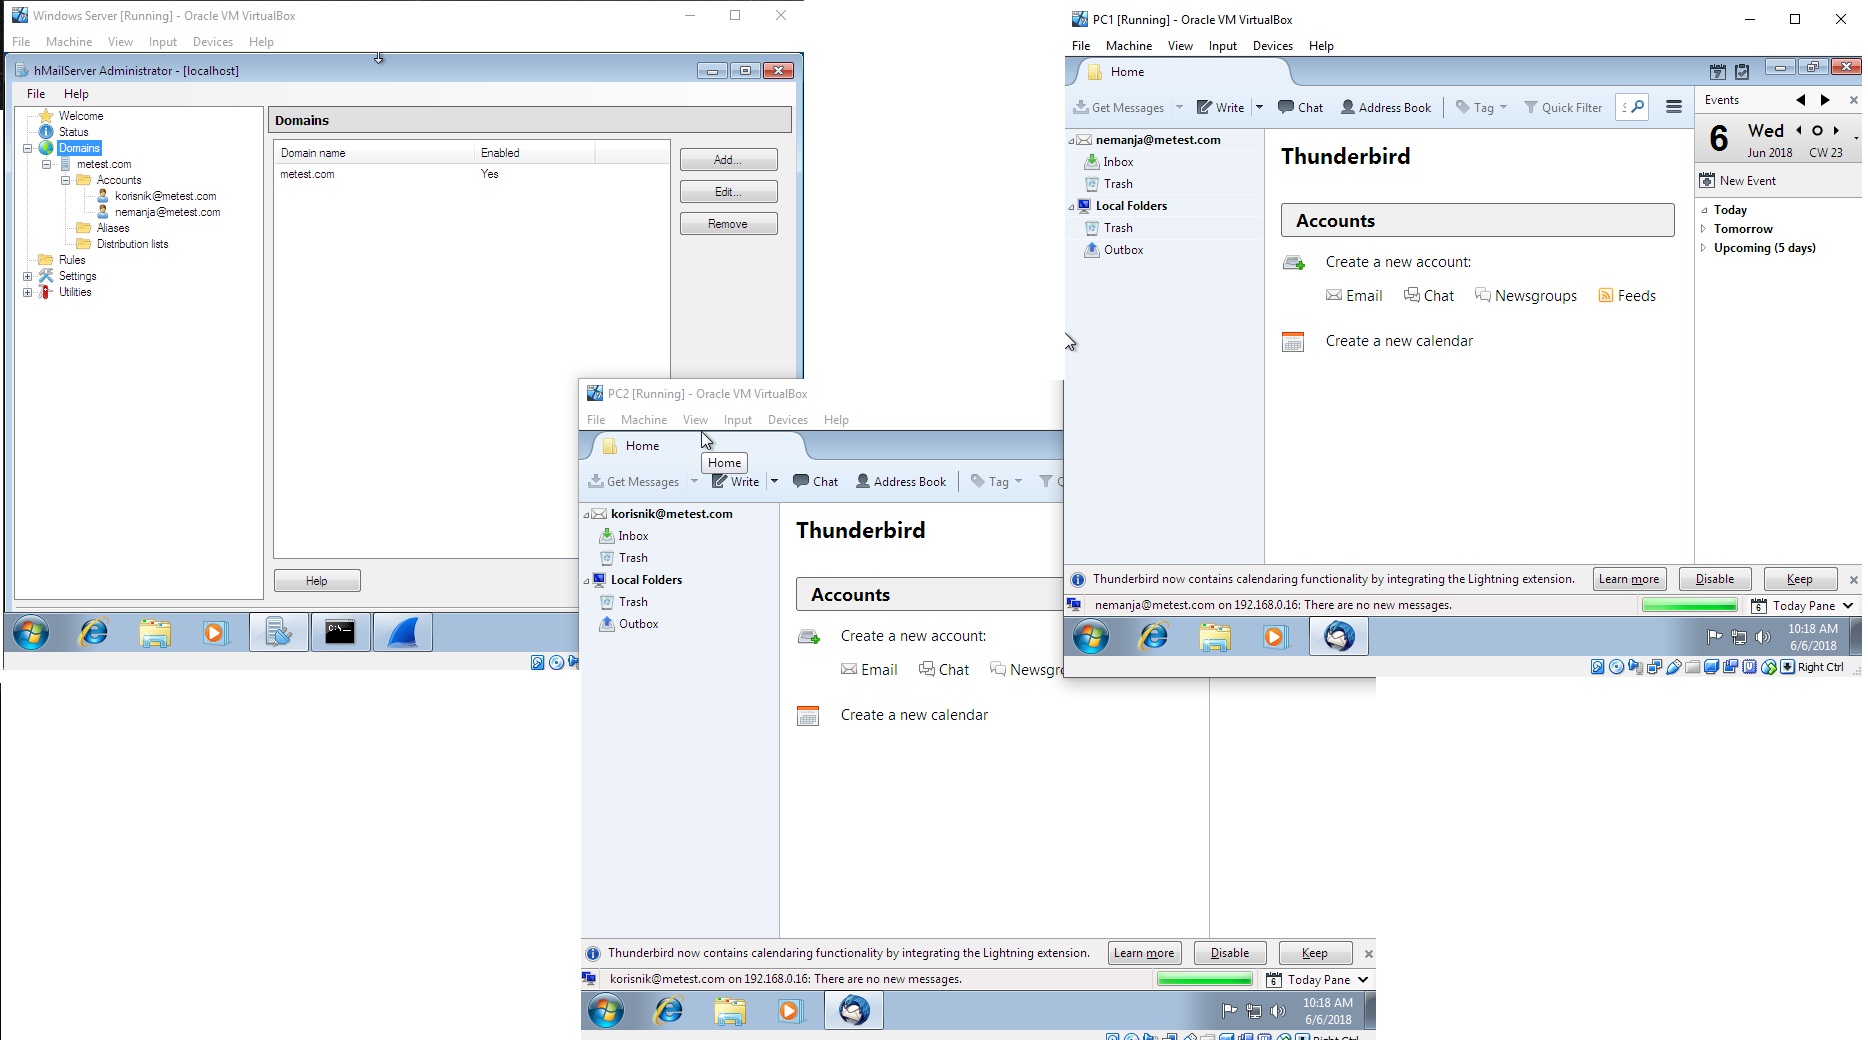 Windows Server [Running] - Oracle VM VirtualBox
File Machine View Input Devices Help
hMailServer Administrator - [localhost]
File Help
Welcome
Status
Domains
metest.com
Accounts
korisnik@metest.com
nemanja@metest.com
Aliases
Distribution lists
Rules
Settings
Utilities
Domains
Domain name Enabled
metest.com Yes
Add...
Edit...
Remove
Help
PC2 [Running] - Oracle VM VirtualBox
File Machine View Input Devices Help
Home
Home
Get Messages Write Chat Address Book Tag
korisnik@metest.com
Inbox
Trash
Local Folders
Trash
Outbox
Thunderbird
Accounts
Create a new account:
Email Chat Newsgr
Create a new calendar
Thunderbird now contains calendaring functionality by integrating the Lightning extension. Learn more Disable Keep
korisnik@metest.com on 192.168.0.16: There are no new messages. 6 Today Pane
10:18 AM
6/6/2018
PC1 [Running] - Oracle VM VirtualBox
File Machine View Input Devices Help
Home
7
Get Messages Write Chat Address Book Tag Quick Filter
nemanja@metest.com
Inbox
Trash
Local Folders
Trash
Outbox
Thunderbird
Accounts
Create a new account:
Email Chat Newsgroups Feeds
Create a new calendar
Events
6 Wed
Jun 2018 CW 23
New Event
Today
Tomorrow
Upcoming (5 days)
Thunderbird now contains calendaring functionality by integrating the Lightning extension. Learn more Disable Keep
nemanja@metest.com on 192.168.0.16: There are no new messages. 6 Today Pane
10:18 AM
6/6/2018
Right Ctrl